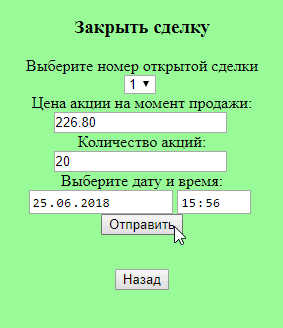 Закрыть сделку
Выберите номер открытой сделки
1
Цена акции на момент продажи:
226.80
Количество акций:
20
Выберите дату и время:
25.06.2018 15:56
Отправить
Назад